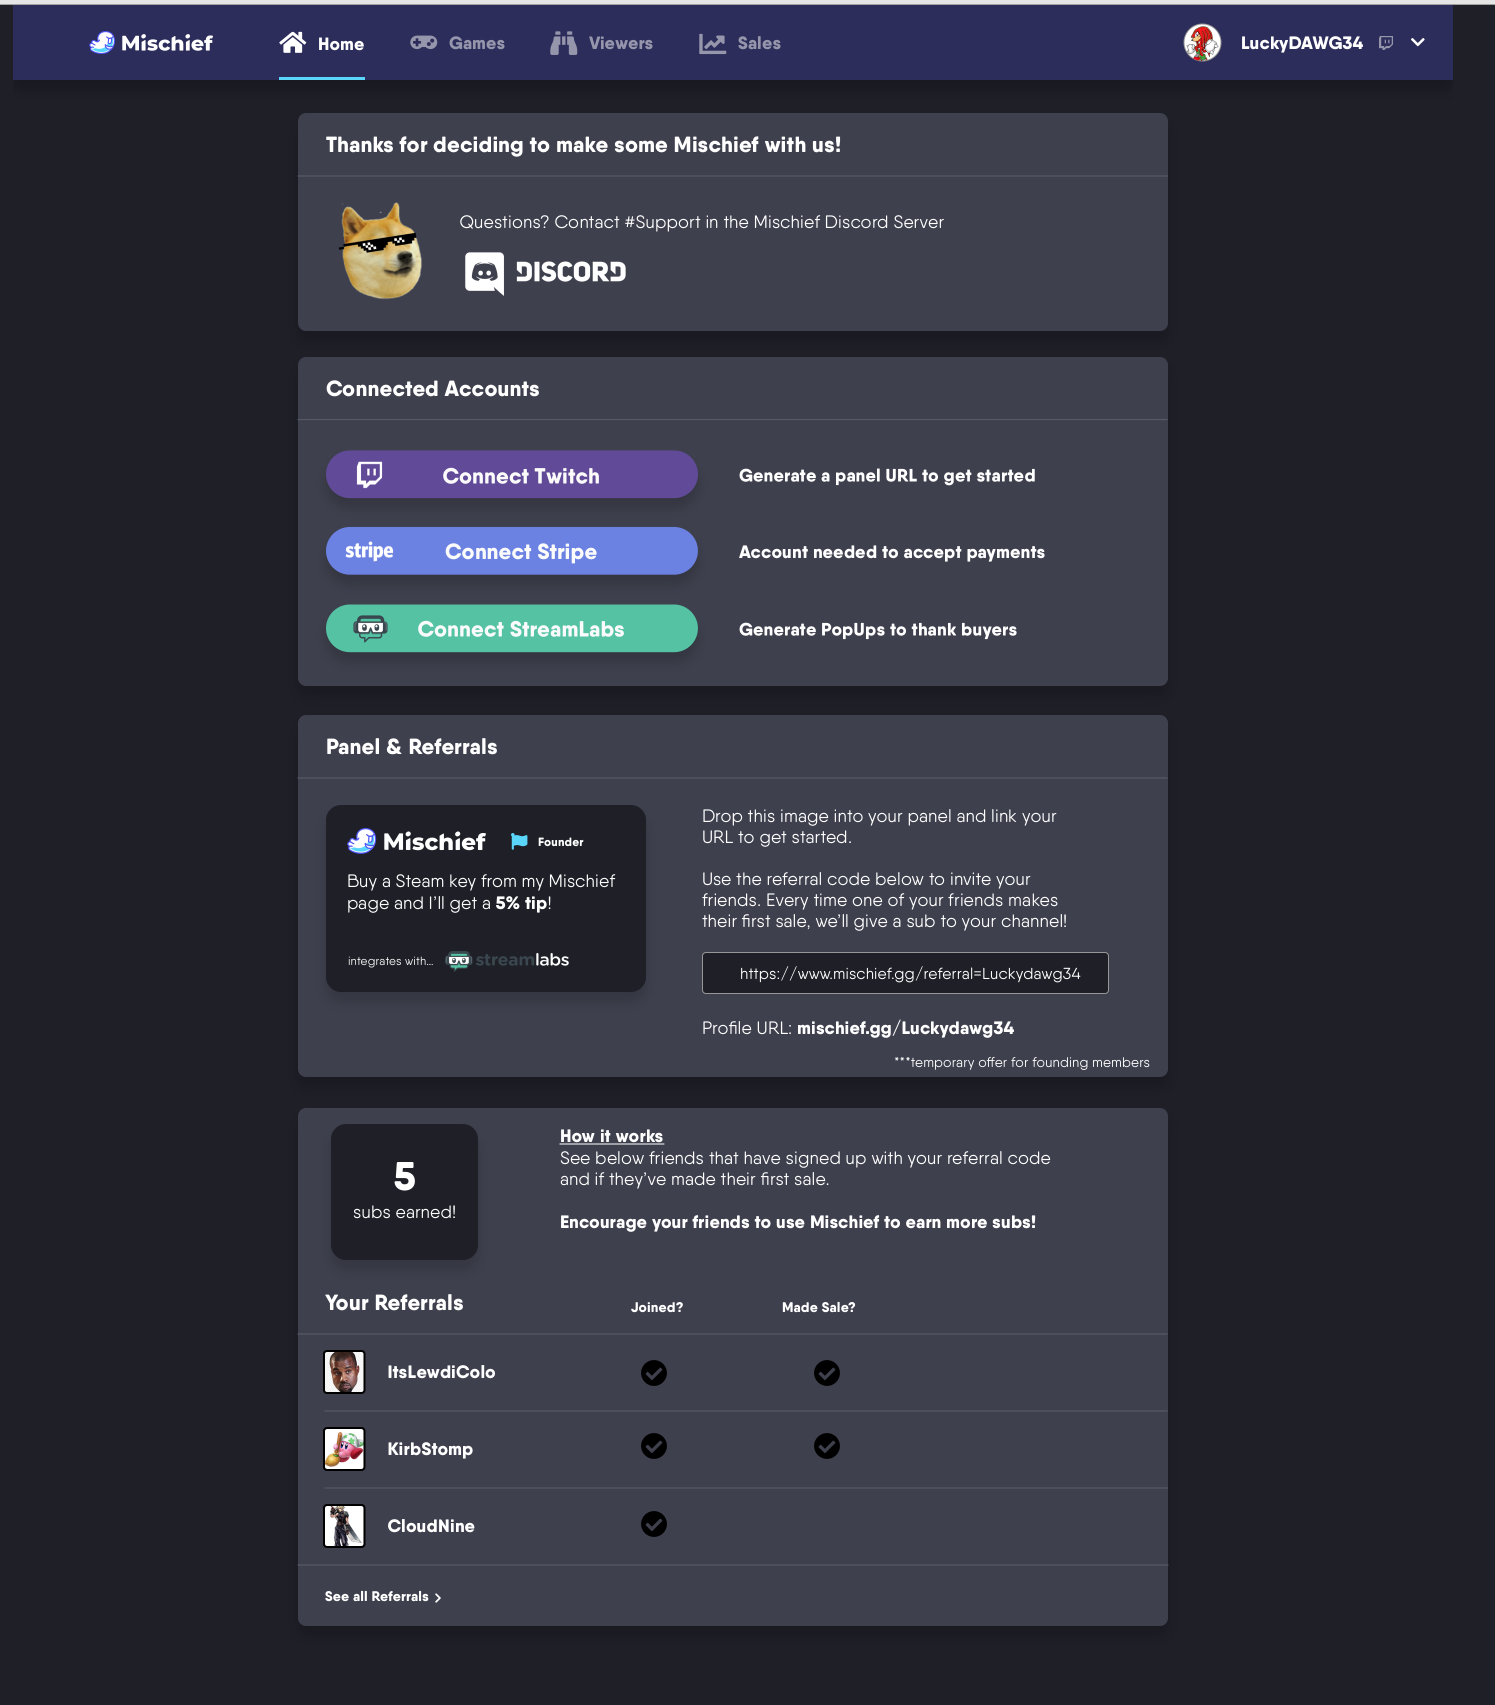 Mischief
Home
Games
Viewers
Sales
LuckyDAWG34
Thanks for deciding to make some Mischief with us!
Questions? Contact #Support in the Mischief Discord Server
DISCORD
Connected Accounts
Connect Twitch
Generate a panel URL to get started
stripe
Connect Stripe
Account needed to accept payments
Connect StreamLabs
Generate PopUps to thank buyers
Panel & Referrals
Mischief
Founder
Buy a Steam key from my Mischief
page and I'll get a 5% tip!
integrates with...
streamlabs
Drop this image into your panel and link your
URL to get started.
Use the referral code below to invite your
friends. Every time one of your friends makes
their first sale, we'll give a sub to your channel!
https://www.mischief.gg/referral=Luckydawg34
Profile URL: mischief.gg/Luckydawg34
***temporary offer for founding members
5
subs earned!
How it works
See below friends that have signed up with your referral code
and if they've made their first sale.
Encourage your friends to use Mischief to earn more subs!
Your Referrals
Joined?
Made Sale?
ItsLewdiColo
KirbStomp
CloudNine
See all Referrals